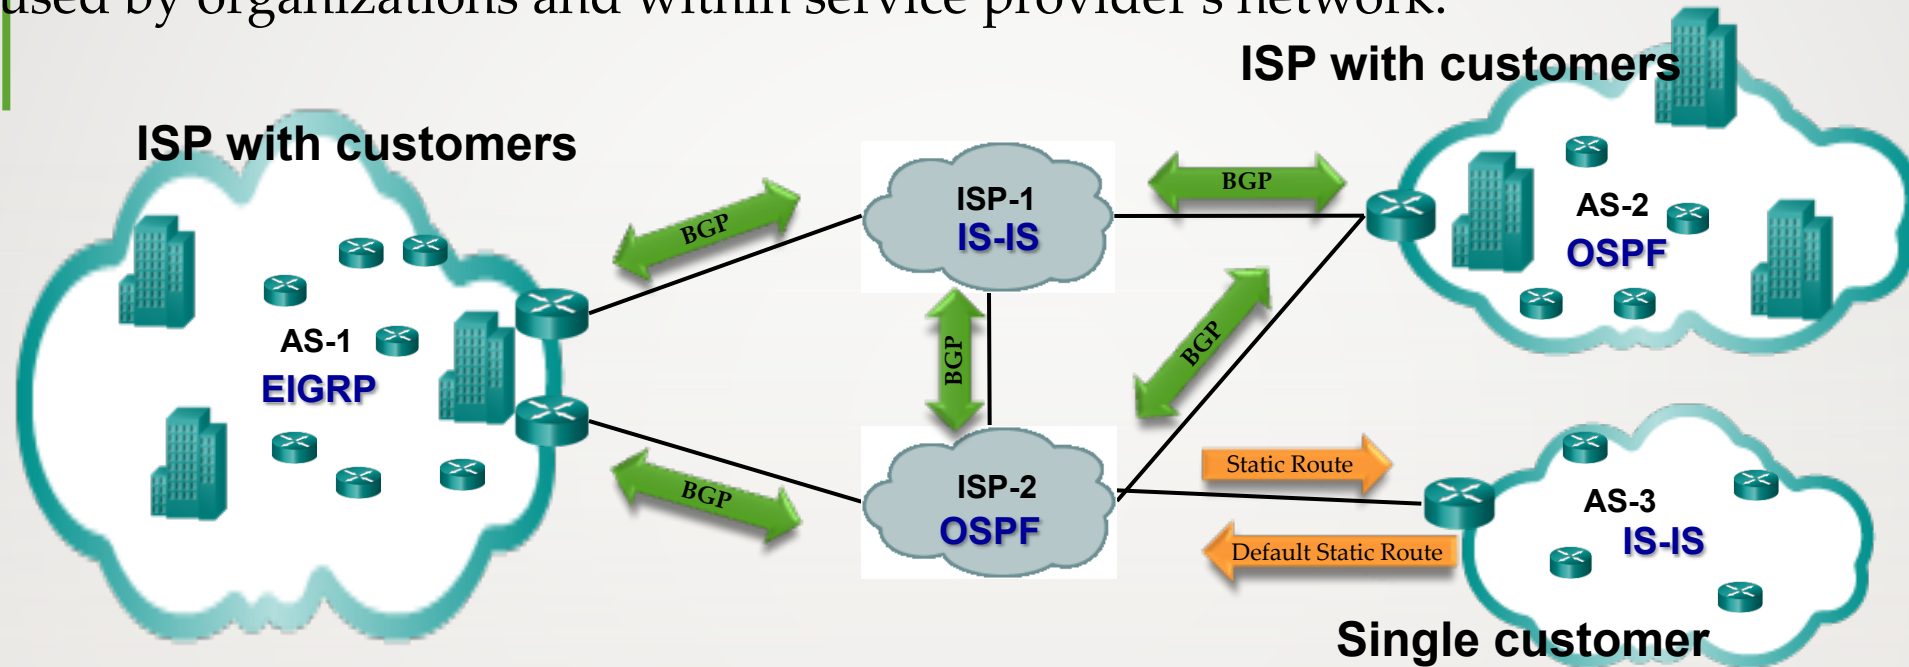 used by organizations and within service provider's network.
ISP with customers
ISP with customers
BGP
ISP-1
IS-IS
BGP
AS-2
OSPF
AS-1
EIGRP
BGP
BGP
BGP
ISP-2
OSPF
Static Route
Default Static Route
AS-3
IS-IS
Single customer